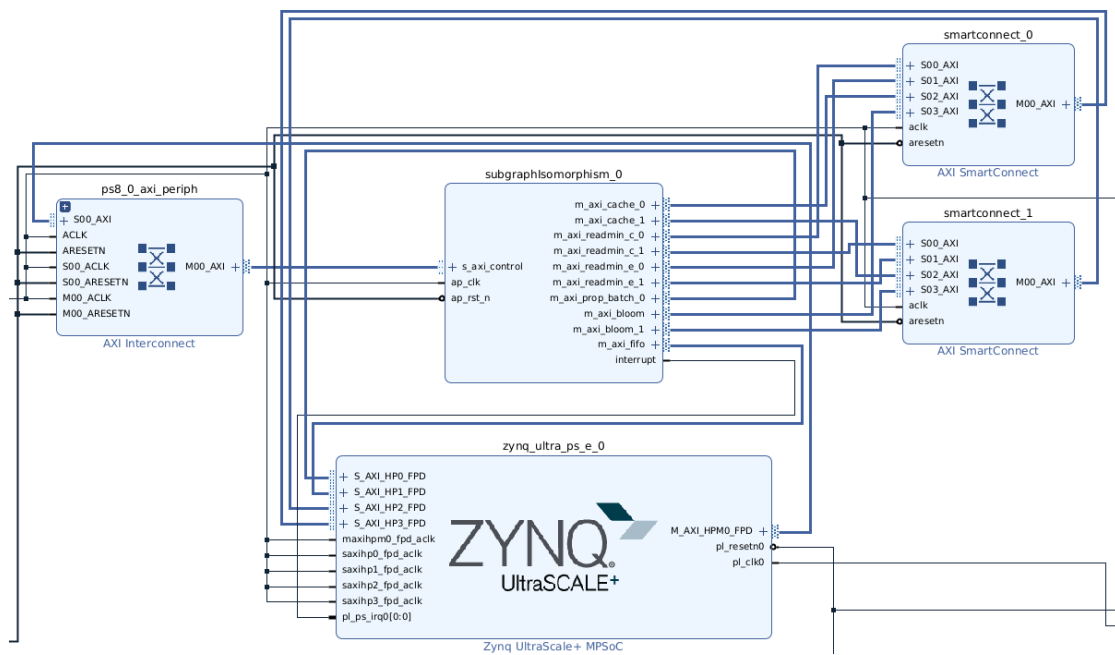 smartconnect_0
S00_AXI
S01_AXI
S02_AXI
S03_AXI
aclk
aresetn
M00_AXI
AXI SmartConnect
ps8_0_axi_periph
S00_AXI
ACLK
ARESETN
S00_ACLK
S00_ARESETN
M00_ACLK
M00_ARESETN
M00_AXI
AXI Interconnect
subgraphIsomorphism_0
s_axi_control
ap_clk
ap_rst_n
m_axi_cache_0
m_axi_cache_1
m_axi_readmin_c_0
m_axi_readmin_c_1
m_axi_readmin_e_0
m_axi_readmin_e_1
m_axi_prop_batch_0
m_axi_bloom
m_axi_bloom_1
m_axi_fifo
interrupt
smartconnect_1
S00_AXI
S01_AXI
S02_AXI
S03_AXI
aclk
aresetn
M00_AXI
AXI SmartConnect
zynq_ultra_ps_e_0
S_AXI_HP0_FPD
S_AXI_HP1_FPD
S_AXI_HP2_FPD
S_AXI_HP3_FPD
maxihpm0_fpd_aclk
saxihp0_fpd_aclk
saxihp1_fpd_aclk
saxihp2_fpd_aclk
saxihp3_fpd_aclk
pl_ps_irq0[0:0]
ZYNQ®
UltraSCALE+
M_AXI_HPM0_FPD
pl_resetn0
pl_clk0
Zynq UltraScale+ MPSoC